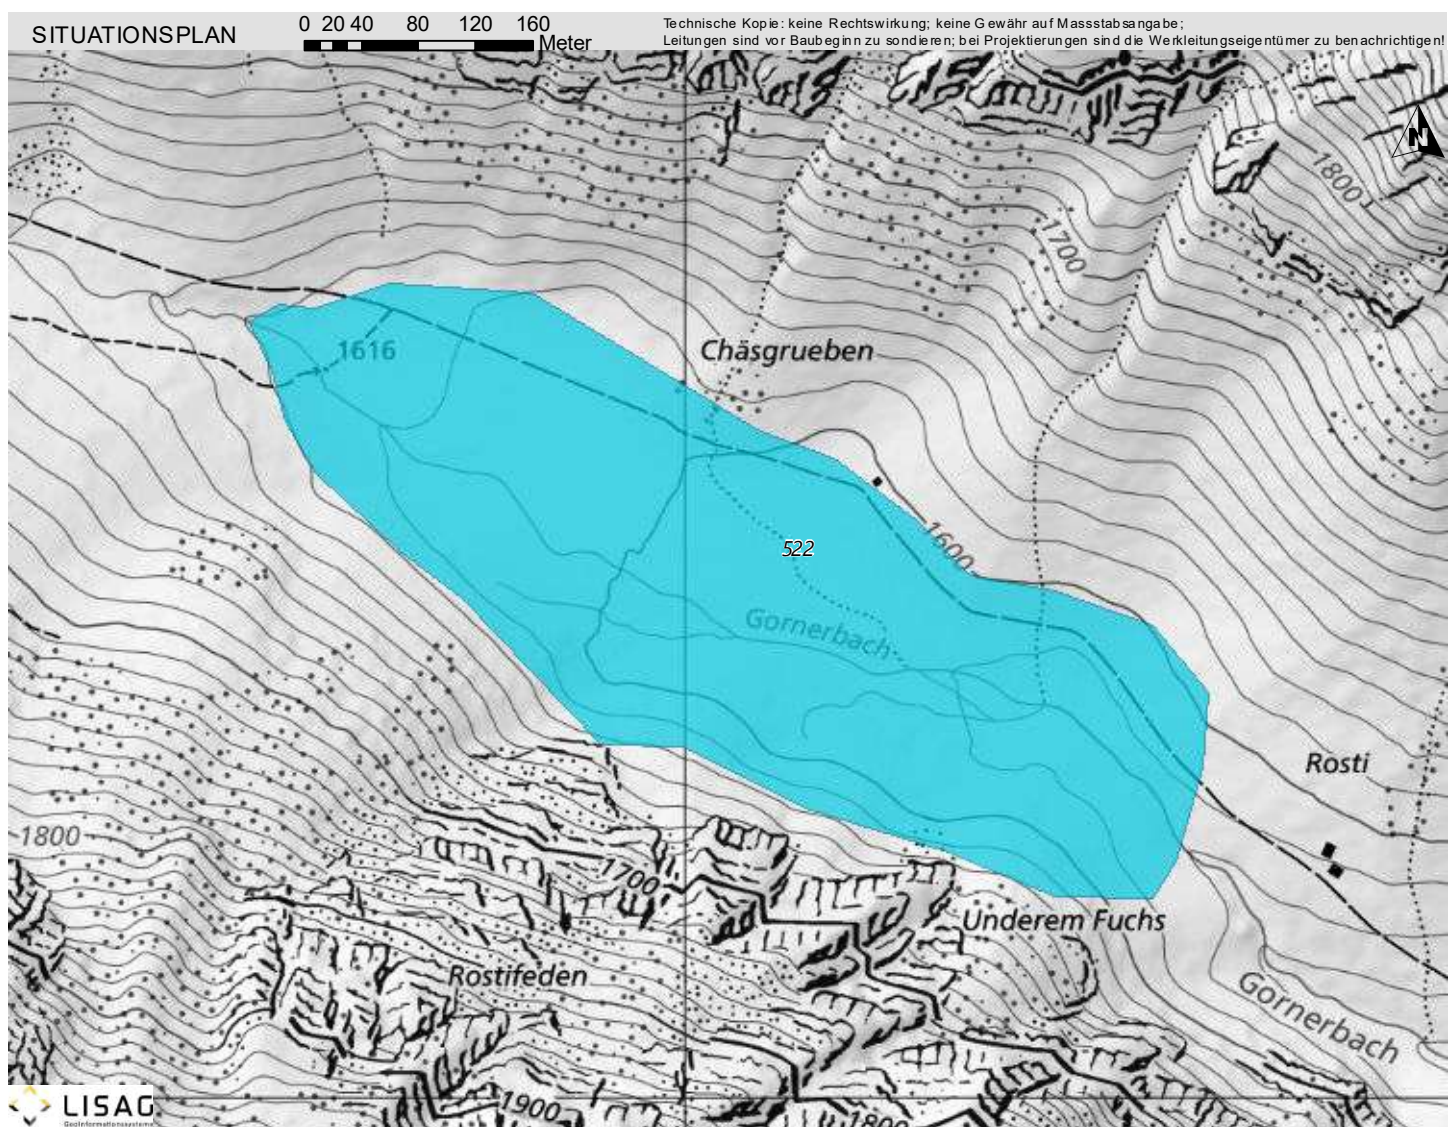 SITUATIONSPLAN
0 20 40 80 120 160
Meter
Technische Kopie: keine Rechtswirkung; keine Gewähr auf Massstabsangabe;
Leitungen sind vor Baubeginn zu sondieren; bei Projektierungen sind die Werkleitungseigentümer zu benachrichtigen!
N
1800
1700
1616
Chäsgrueben
522
1600
Gornerbach
Rosti
1800
1700
Underem Fuchs
Rostifeden
Gornerbach
1900
1800
LISAG
Geoinformationssysteme